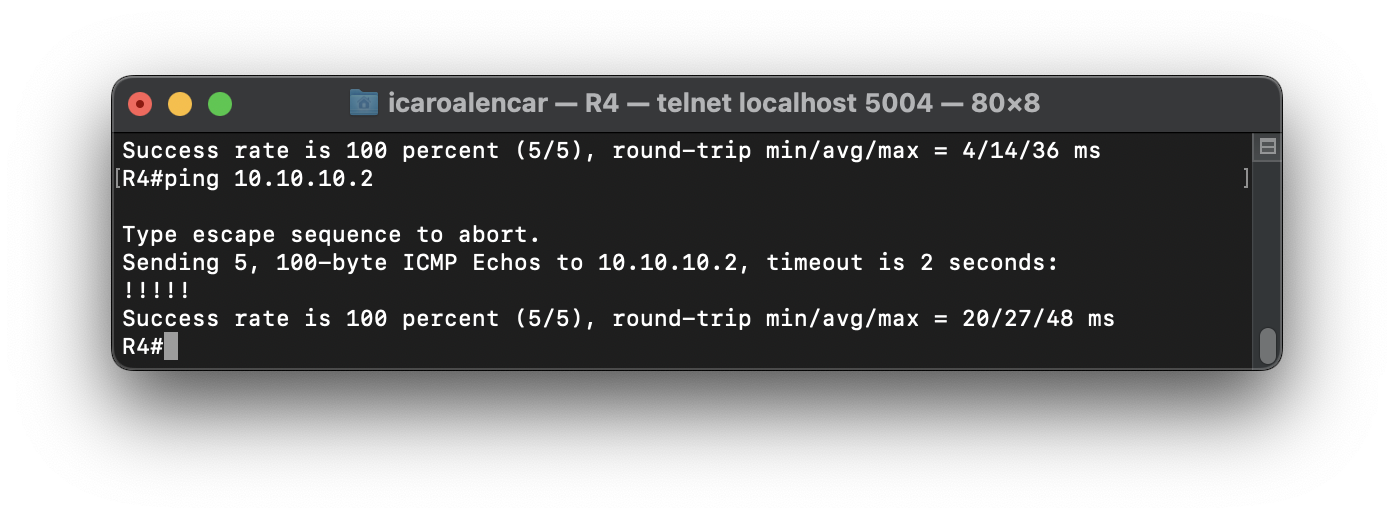 icaroalencar — R4 — telnet localhost 5004 — 80×8
Success rate is 100 percent (5/5), round-trip min/avg/max = 4/14/36 ms
[R4#ping 10.10.10.2 ]
Type escape sequence to abort.
Sending 5, 100-byte ICMP Echos to 10.10.10.2, timeout is 2 seconds:
!!!!!
Success rate is 100 percent (5/5), round-trip min/avg/max = 20/27/48 ms
R4#